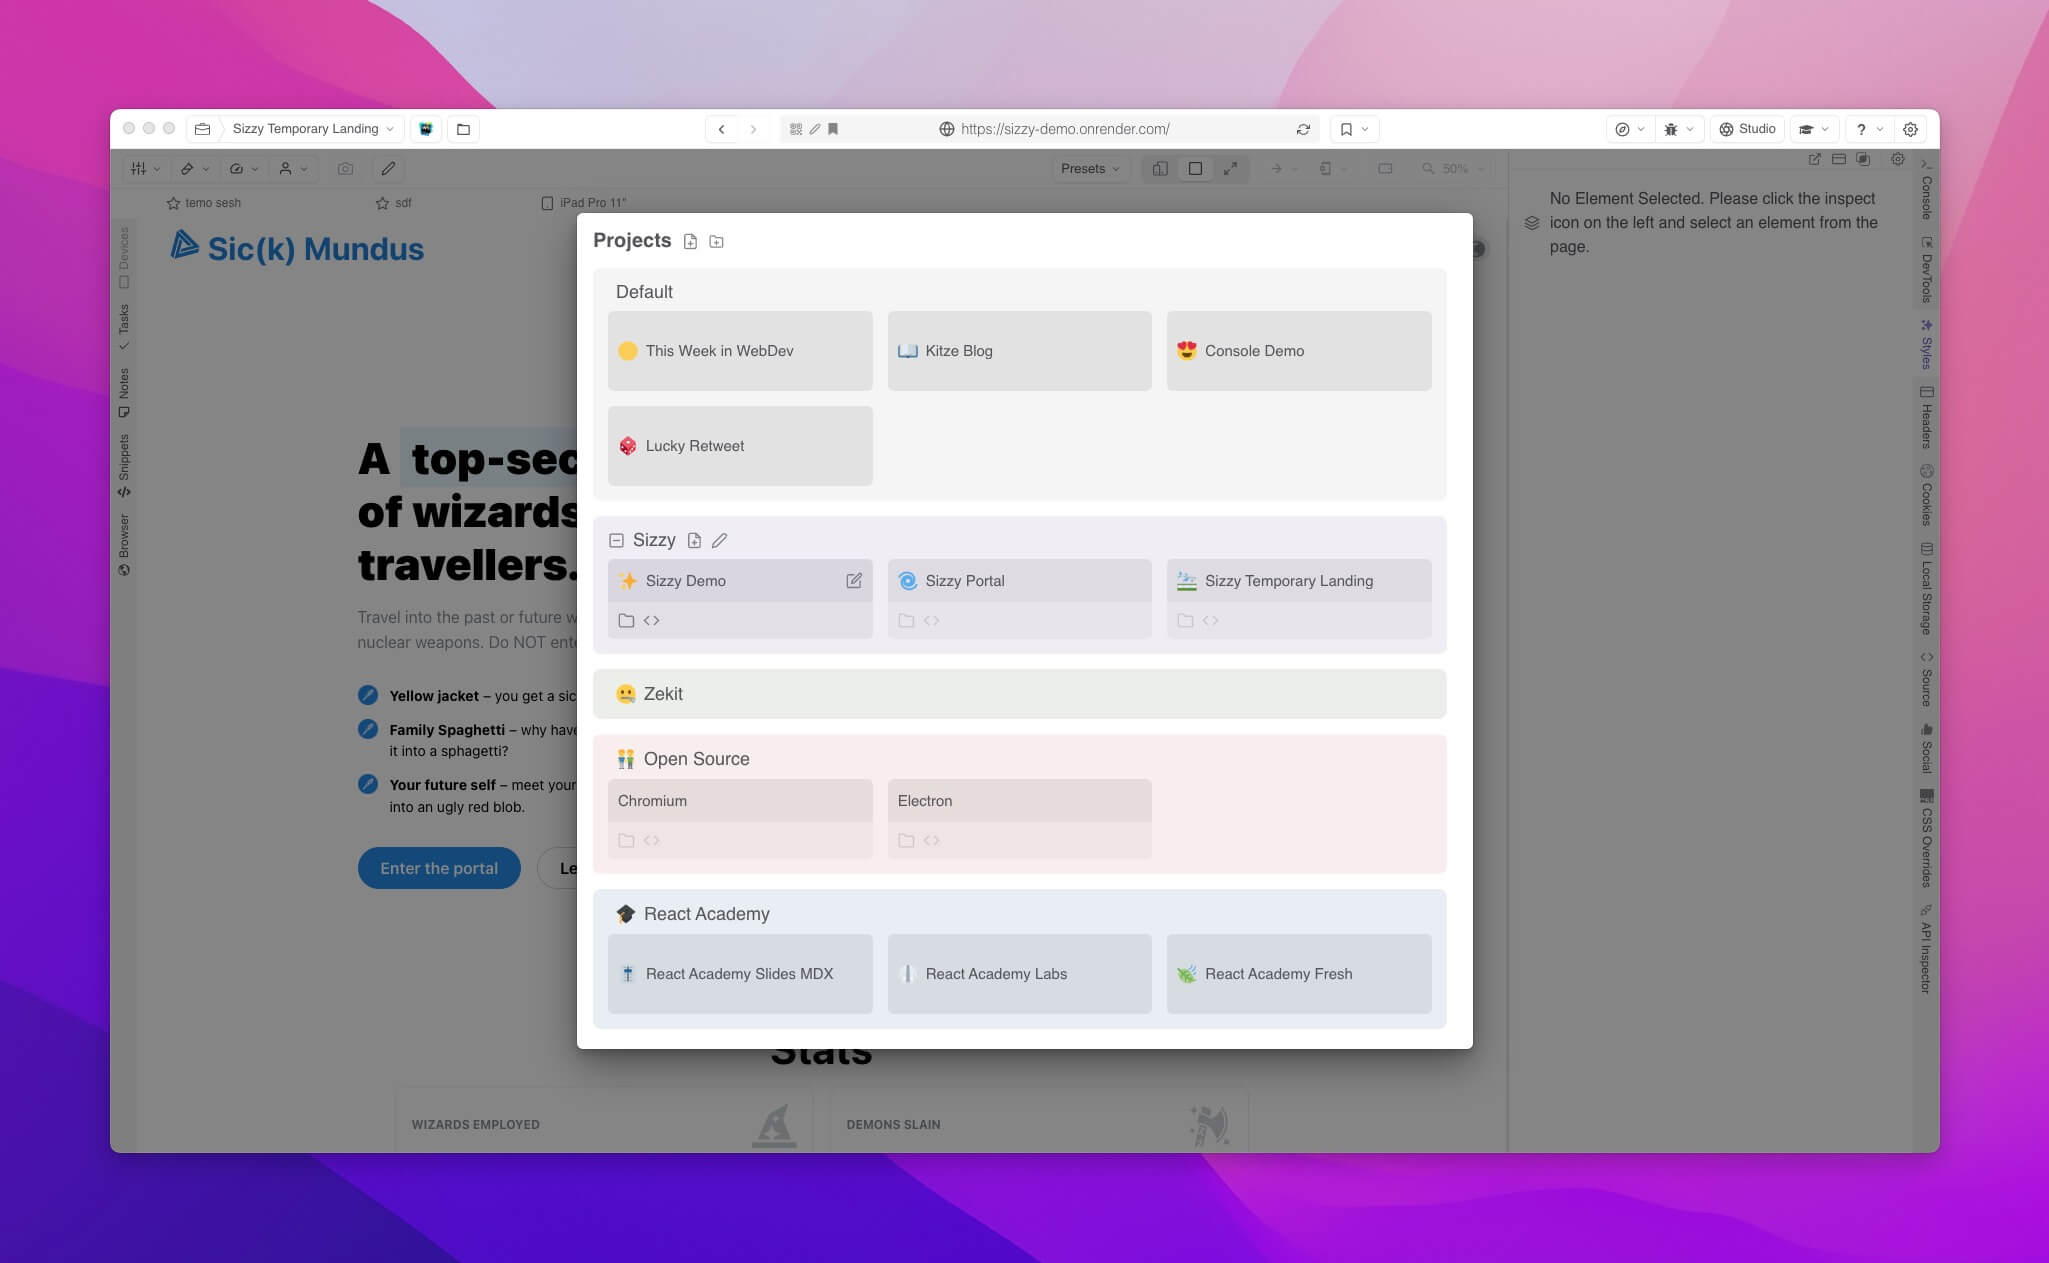 Sizzy Temporary Landing
https://sizzy-demo.onrender.com/
Studio
?
Presets
50%
temo sesh
sdf
iPad Pro 11"
No Element Selected. Please click the inspect
icon on the left and select an element from the
page.
Devices
Tasks
Notes
Snippets
Browser
Sic(k) Mundus
A top-sec
of wizards
travellers.
Travel into the past or future w
nuclear weapons. Do NOT ente
Yellow jacket – you get a sic
Family Spaghetti – why have
it into a sphagetti?
Your future self – meet your
into an ugly red blob.
Enter the portal
Le
Projects
Default
This Week in WebDev
Kitze Blog
Console Demo
Lucky Retweet
Sizzy
Sizzy Demo
Sizzy Portal
Sizzy Temporary Landing
Zekit
Open Source
Chromium
Electron
React Academy
React Academy Slides MDX
React Academy Labs
React Academy Fresh
Stats
WIZARDS EMPLOYED
DEMONS SLAIN
Console
DevTools
Styles
Headers
Cookies
Local Storage
Source
Social
CSS Overrides
API Inspector